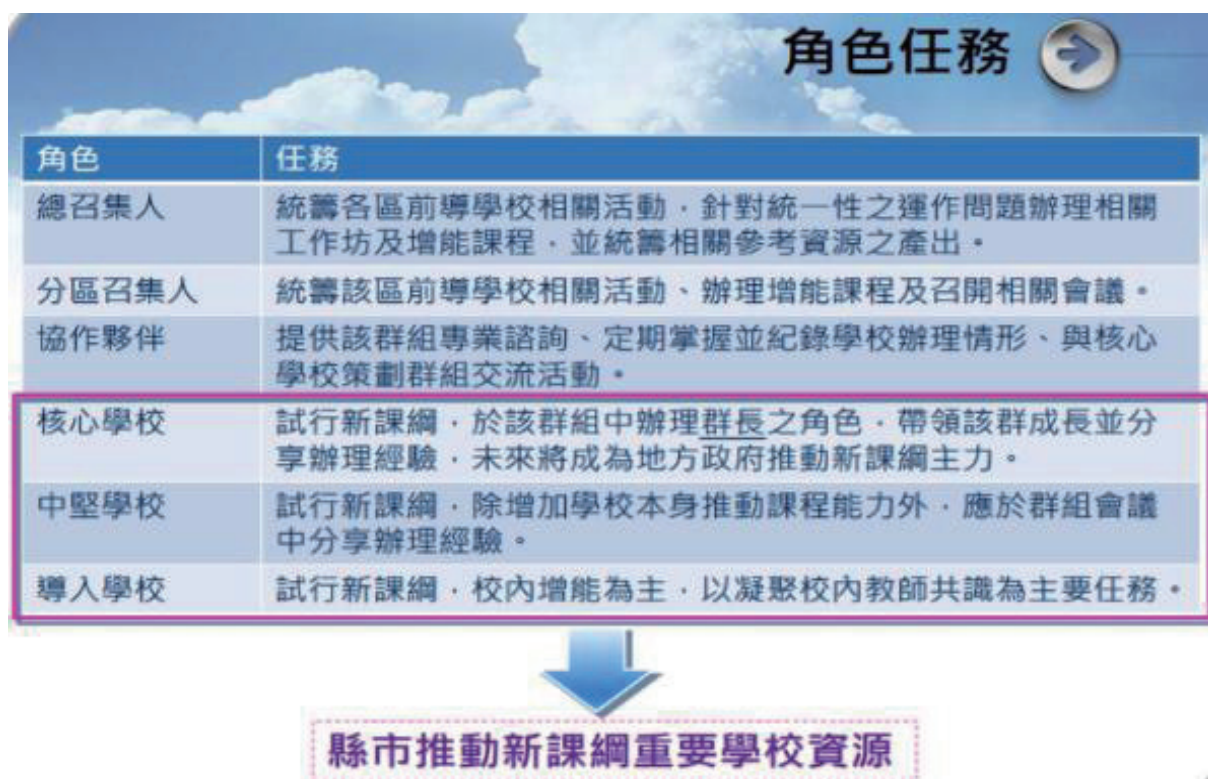 角色任務
角色 任務
總召集人 統籌各區前導學校相關活動，針對統一性之運作問題辦理相關
工作坊及增能課程，並統籌相關參考資源之產出。
分區召集人 統籌該區前導學校相關活動、辦理增能課程及召開相關會議。
協作夥伴 提供該群組專業諮詢、定期掌握並紀錄學校辦理情形、與核心
學校策劃群組交流活動。
核心學校 試行新課綱，於該群組中辦理群長之角色，帶領該群成長並分
享辦理經驗，未來將成為地方政府推動新課綱主力。
中堅學校 試行新課綱，除增加學校本身推動課程能力外，應於群組會議
中分享辦理經驗。
導入學校 試行新課綱，校內增能為主，以凝聚校內教師共識為主要任務。
縣市推動新課綱重要學校資源